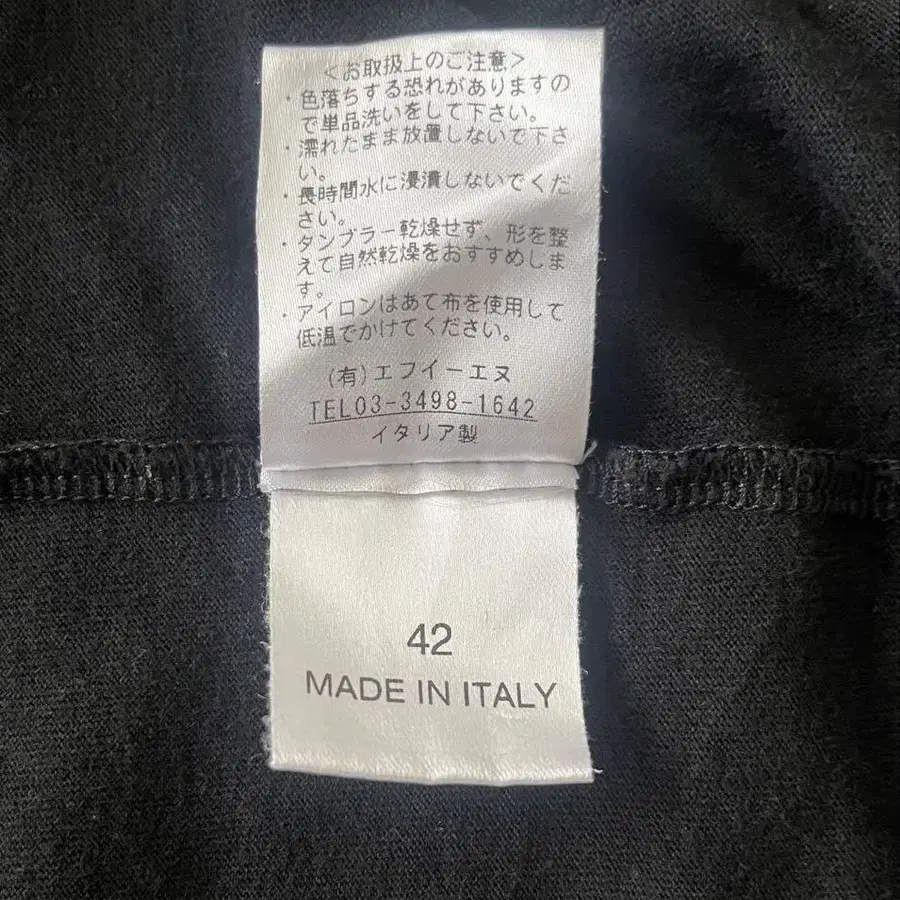 <お取扱上のご注意>
・色落ちする恐れがありますの
で単品洗いをして下さい。
・濡れたまま放置しないで下さ
い。
・長時間水に浸漬しないでくだ
さい。
・タンブラー乾燥せず、形を整
えて自然乾燥をおすすめしま
す。
・アイロンはあて布を使用して
低温でかけてください。
(有)エフイーエヌ
TEL03-3498-1642
イタリア製
42
MADE IN ITALY